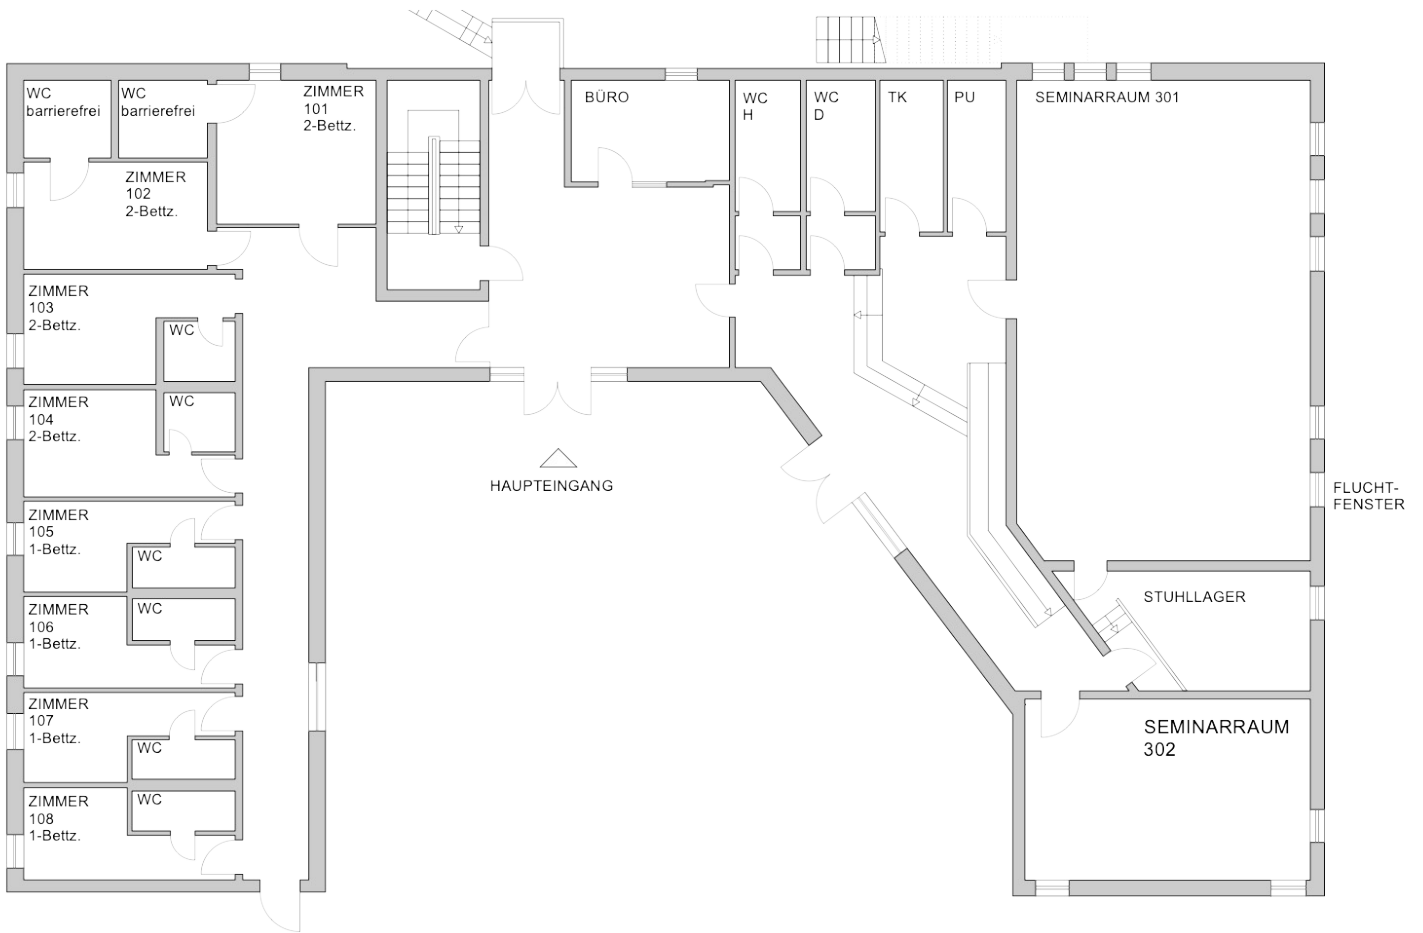 WC
barrierefrei
WC
barrierefrei
ZIMMER
101
2-Bettz.
BÜRO
WC
H
WC
D
TK
PU
SEMINARRAUM 301
ZIMMER
102
2-Bettz.
ZIMMER
103
2-Bettz.
WC
ZIMMER
104
2-Bettz.
WC
HAUPTEINGANG
FLUCHT-
FENSTER
ZIMMER
105
1-Bettz.
WC
ZIMMER
106
1-Bettz.
WC
STUHLLAGER
ZIMMER
107
1-Bettz.
WC
SEMINARRAUM
302
ZIMMER
108
1-Bettz.
WC